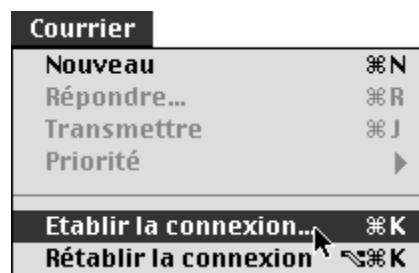 Courrier
Nouveau ⌘N
Répondre... ⌘R
Transmettre ⌘J
Priorité
Etablir la connexion... ⌘K
Rétablir la connexion ⌥⌘K